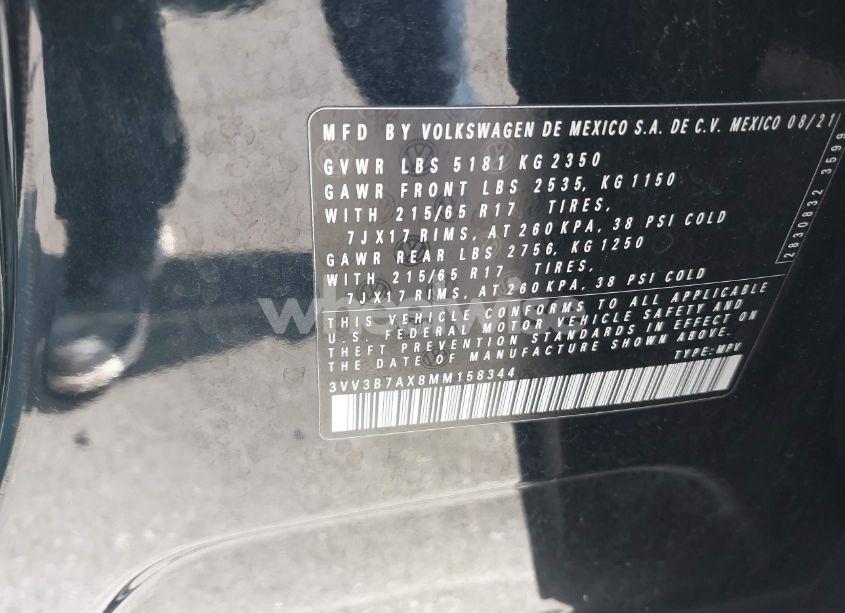 MFD BY VOLKSWAGEN DE MEXICO S.A. DE C.V. MEXICO 08/21
GVWR LBS 5181 KG 2350
GAWR FRONT LBS 2535, KG 1150
WITH 215/65 R17 TIRES,
7JX17 RIMS, AT 260 KPA, 38 PSI COLD
GAWR REAR LBS 2756, KG 1250
WITH 215/65 R17 TIRES,
7JX17 RIMS, AT 260 KPA, 38 PSI COLD
THIS VEHICLE CONFORMS TO ALL APPLICABLE
U.S. FEDERAL MOTOR VEHICLE SAFETY AND
THEFT PREVENTION STANDARDS IN EFFECT ON
THE DATE OF MANUFACTURE SHOWN ABOVE.
TYPE: MPV
3VV3B7AX8MM158344
2830832 3599